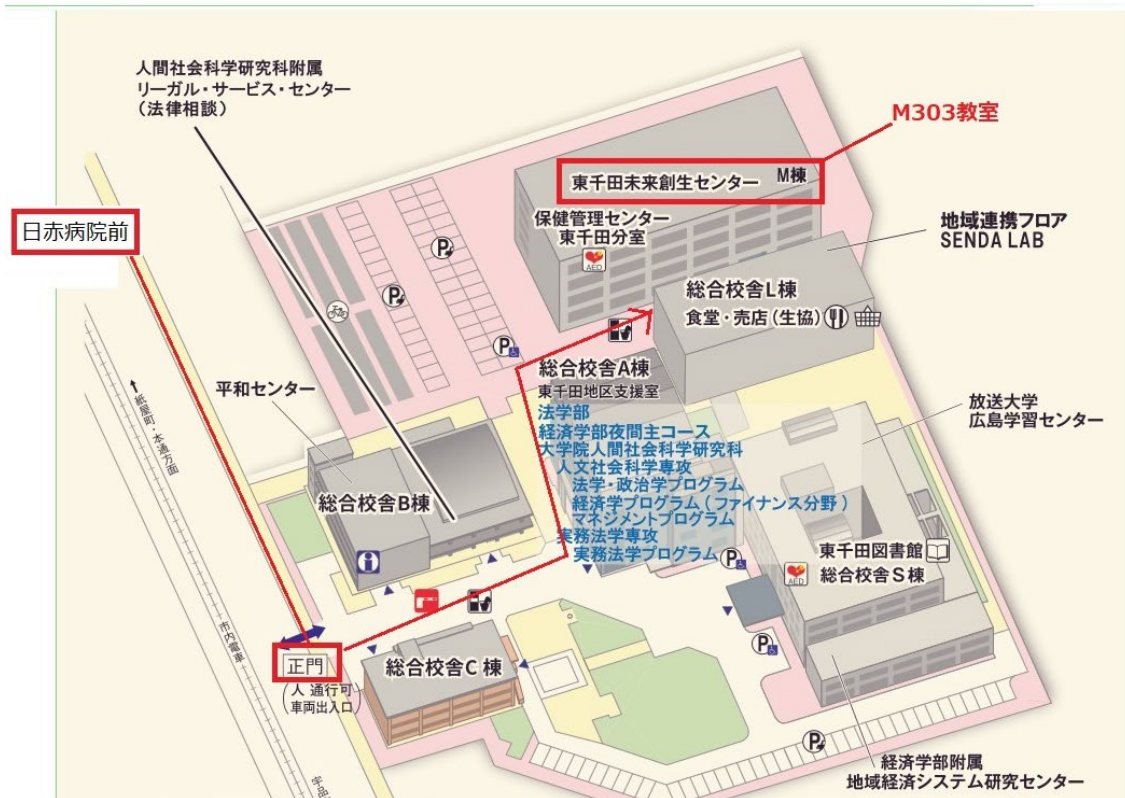 人間社会科学研究科附属
リーガル・サービス・センター
(法律相談)
M303教室
東千田未来創生センター M棟
日赤病院前
保健管理センター
東千田分室
AED
地域連携フロア
SENDA LAB
総合校舎L棟
食堂・売店(生協)
P
P
P
総合校舎A棟
東千田地区支援室
法学部
経済学部夜間主コース
大学院人間社会科学研究科
人文社会科学専攻
法学・政治学プログラム
経済学プログラム(ファイナンス分野)
マネジメントプログラム
実務法学専攻
実務法学プログラム
平和センター
紙屋町・本通方面
放送大学
広島学習センター
総合校舎B棟
i
東千田図書館
AED
総合校舎S棟
P
市内電車
正門
(人 通行可
車両出入口)
総合校舎C棟
P
P
経済学部附属
地域経済システム研究センター
宇品